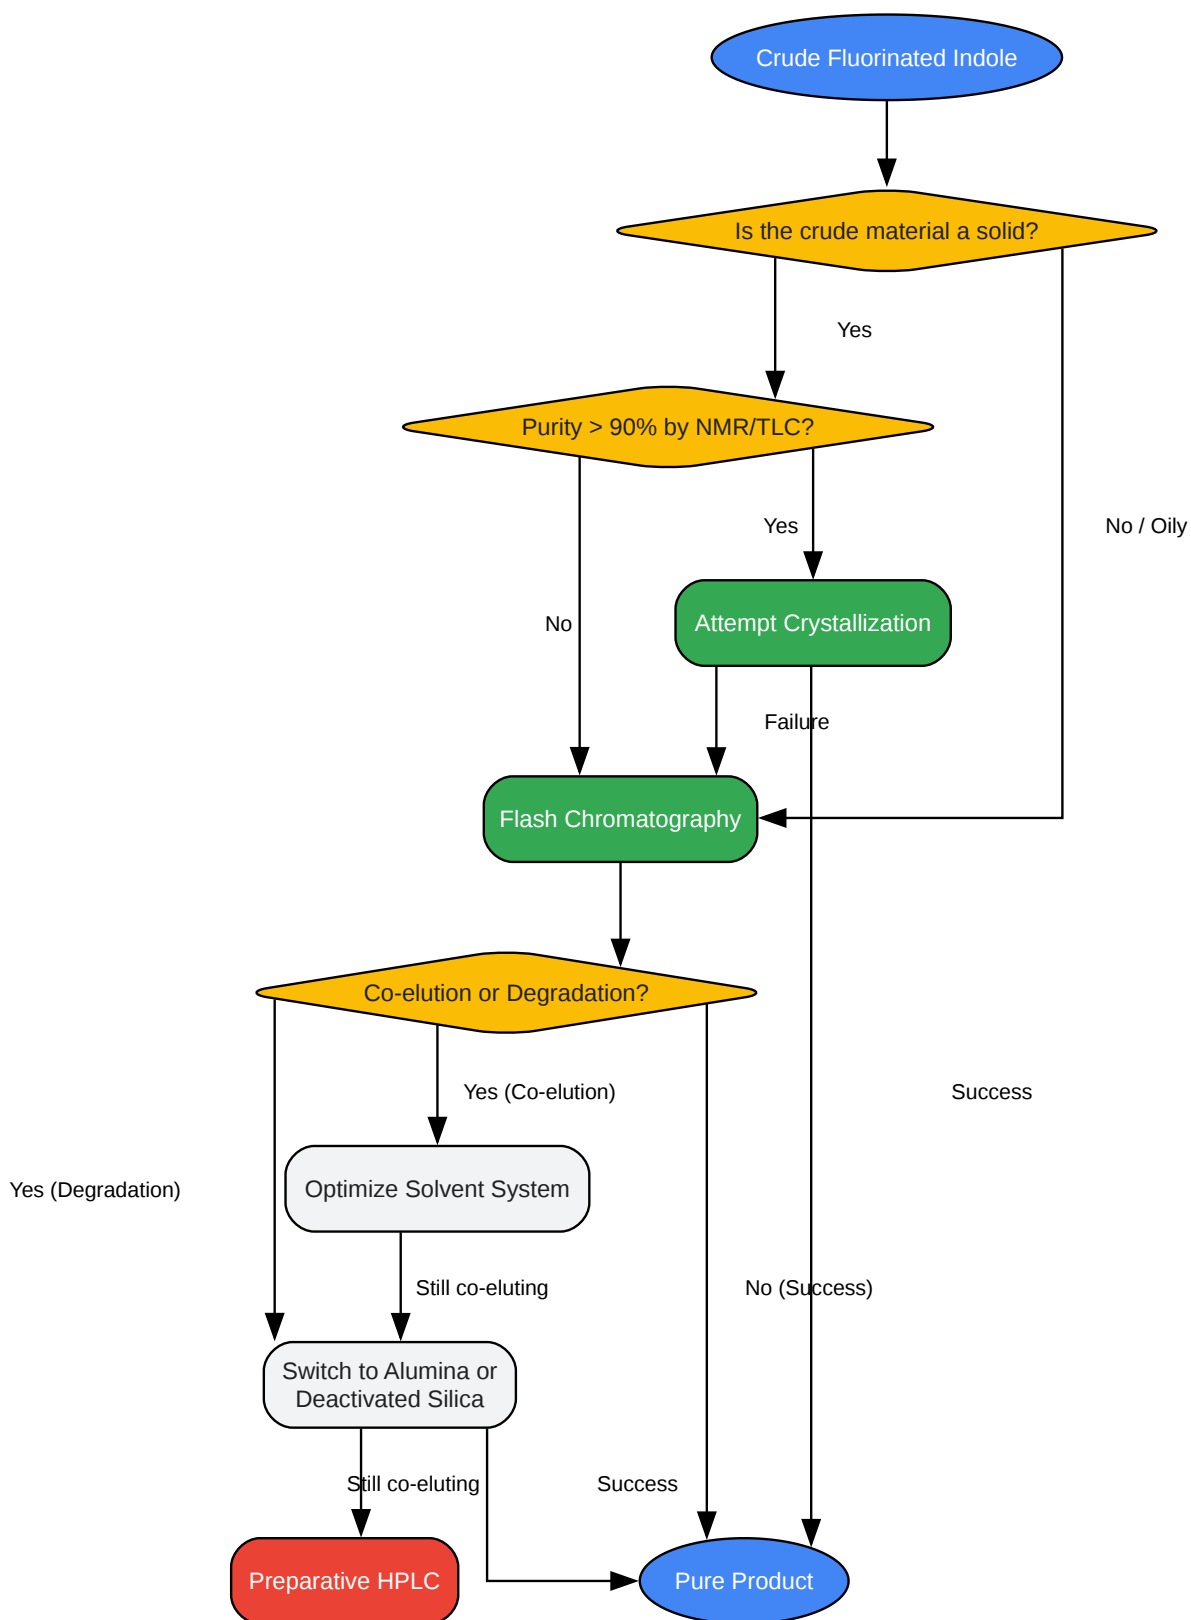 Crude Fluorinated Indole
Is the crude material a solid?
Yes
Purity > 90% by NMR/TLC?
Yes
No / Oily
No
Attempt Crystallization
Failure
Flash Chromatography
Co-elution or Degradation?
Yes (Co-elution)
Success
Yes (Degradation)
Optimize Solvent System
Still co-eluting
No (Success)
Switch to Alumina or
Deactivated Silica
Still co-eluting
Success
Preparative HPLC
Pure Product